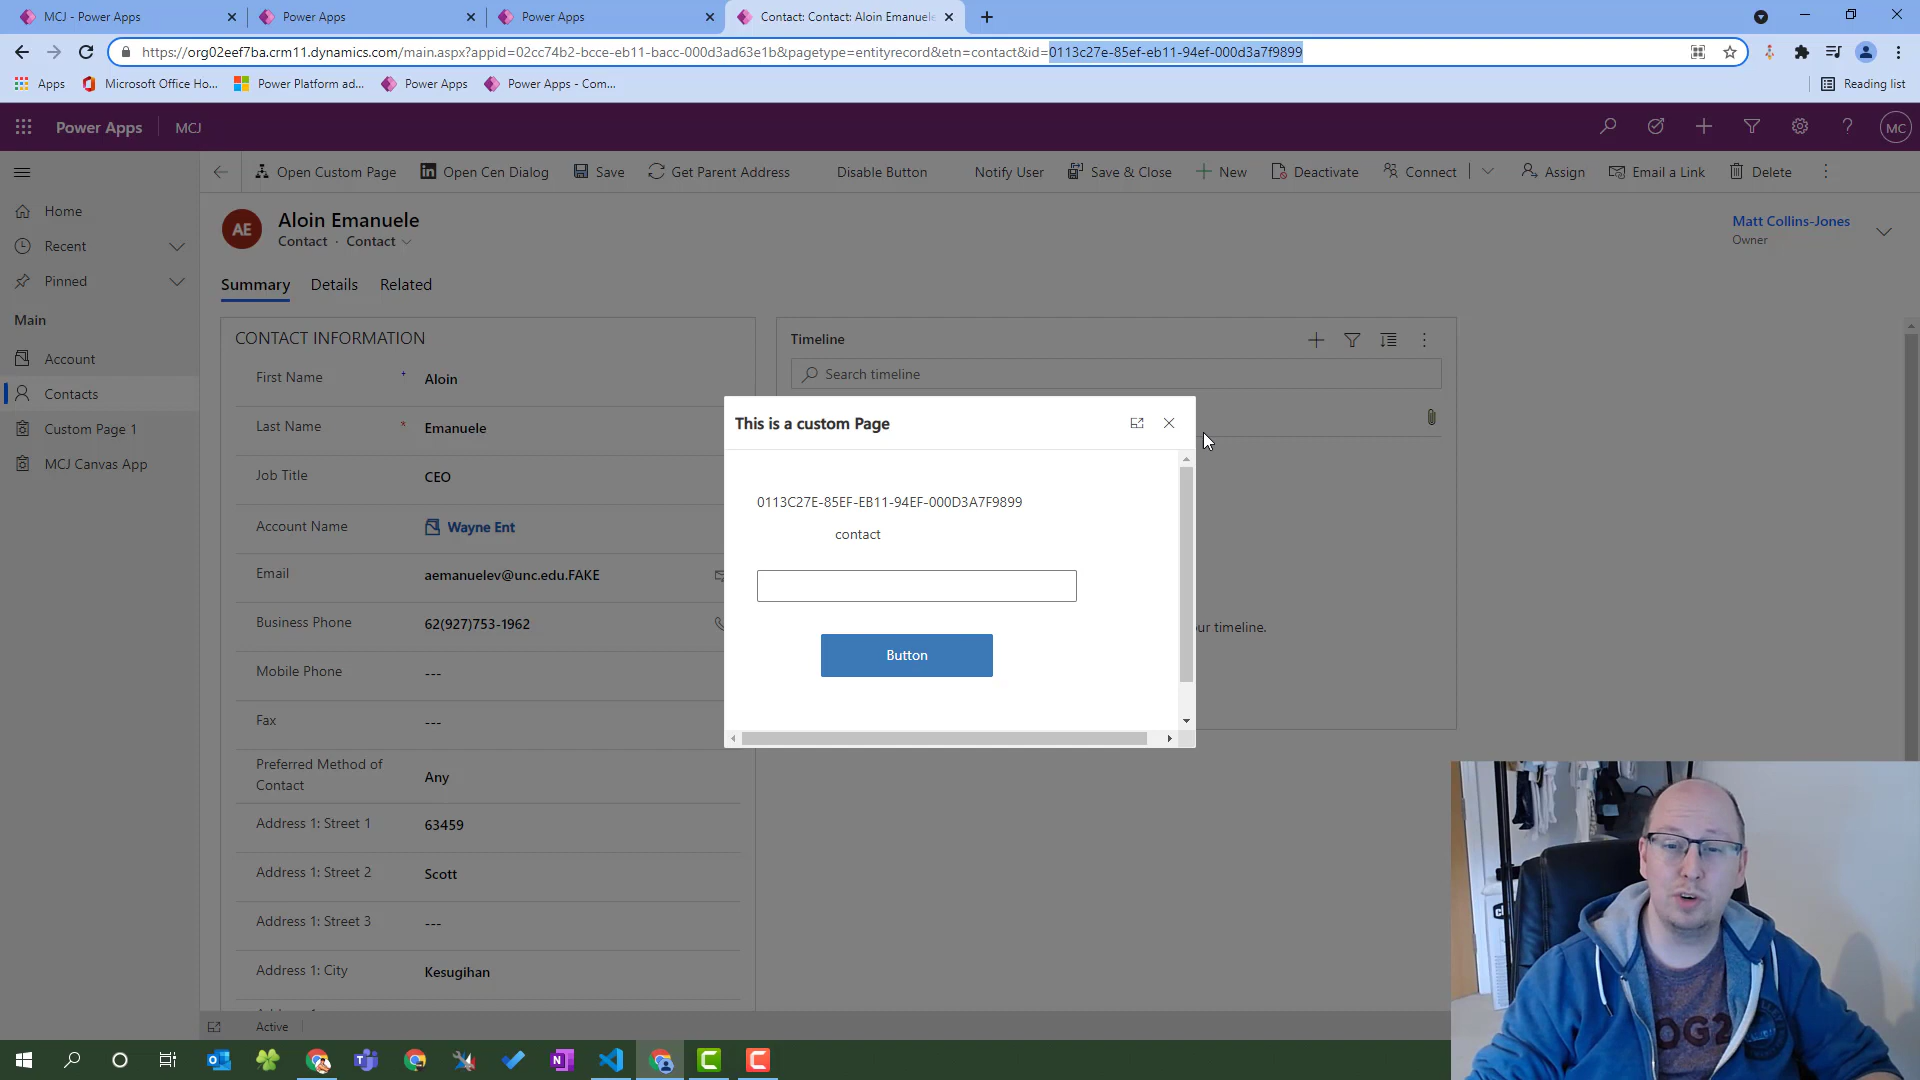 MCJ - Power Apps
Power Apps
Power Apps
Contact: Contact: Aloin Emanuele
https://org02eef7ba.crm11.dynamics.com/main.aspx?appid=02cc74b2-bcce-eb11-bacc-000d3ad63e1b&pagetype=entityrecord&etn=contact&id=0113c27e-85ef-eb11-94ef-000d3a7f9899
Apps
Microsoft Office Ho...
Power Platform ad...
Power Apps
Power Apps - Com...
Reading list
Power Apps
MCJ
MC
Open Custom Page
Open Cen Dialog
Save
Get Parent Address
Disable Button
Notify User
Save & Close
New
Deactivate
Connect
Assign
Email a Link
Delete
Home
Recent
Pinned
Main
Account
Contacts
Custom Page 1
MCJ Canvas App
AE
Aloin Emanuele
Contact · Contact
Matt Collins-Jones
Owner
Summary
Details
Related
CONTACT INFORMATION
First Name
Aloin
Last Name *
Emanuele
Job Title
CEO
Account Name
Wayne Ent
Email
aemanuelev@unc.edu.FAKE
Business Phone
62(927)753-1962
Mobile Phone
---
Fax
---
Preferred Method of
Contact
Any
Address 1: Street 1
63459
Address 1: Street 2
Scott
Address 1: Street 3
---
Address 1: City
Kesugihan
Active
Timeline
Search timeline
timeline.
This is a custom Page
0113C27E-85EF-EB11-94EF-000D3A7F9899
contact
Button